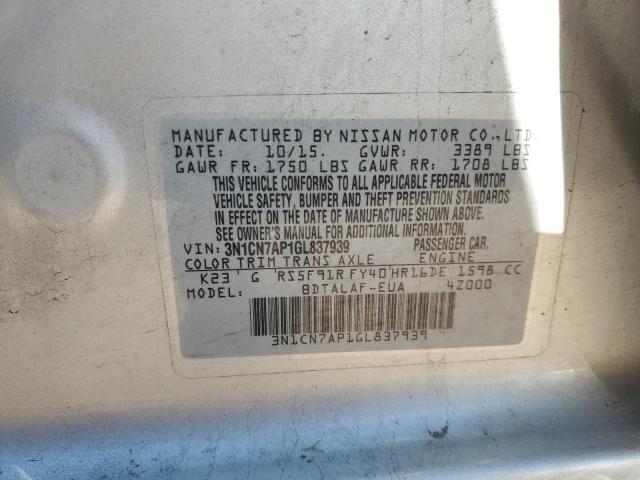 MANUFACTURED BY NISSAN MOTOR CO., LTD.
DATE: 10/15. GVWR: 3389 LBS
GAWR FR: 1750 LBS GAWR RR: 1708 LBS
THIS VEHICLE CONFORMS TO ALL APPLICABLE FEDERAL MOTOR
VEHICLE SAFETY, BUMPER AND THEFT PREVENTION STANDARDS
IN EFFECT ON THE DATE OF MANUFACTURE SHOWN ABOVE.
SEE OWNER'S MANUAL FOR ADDITIONAL INFORMATION.
VIN: 3N1CN7AP1GL837939 PASSENGER CAR.
COLOR TRIM TRANS AXLE ENGINE
K23 G RS5F91R FY40 HR16DE 1598 CC
MODEL: BDTALAF-EUA 4Z000
3N1CN7AP1GL837939